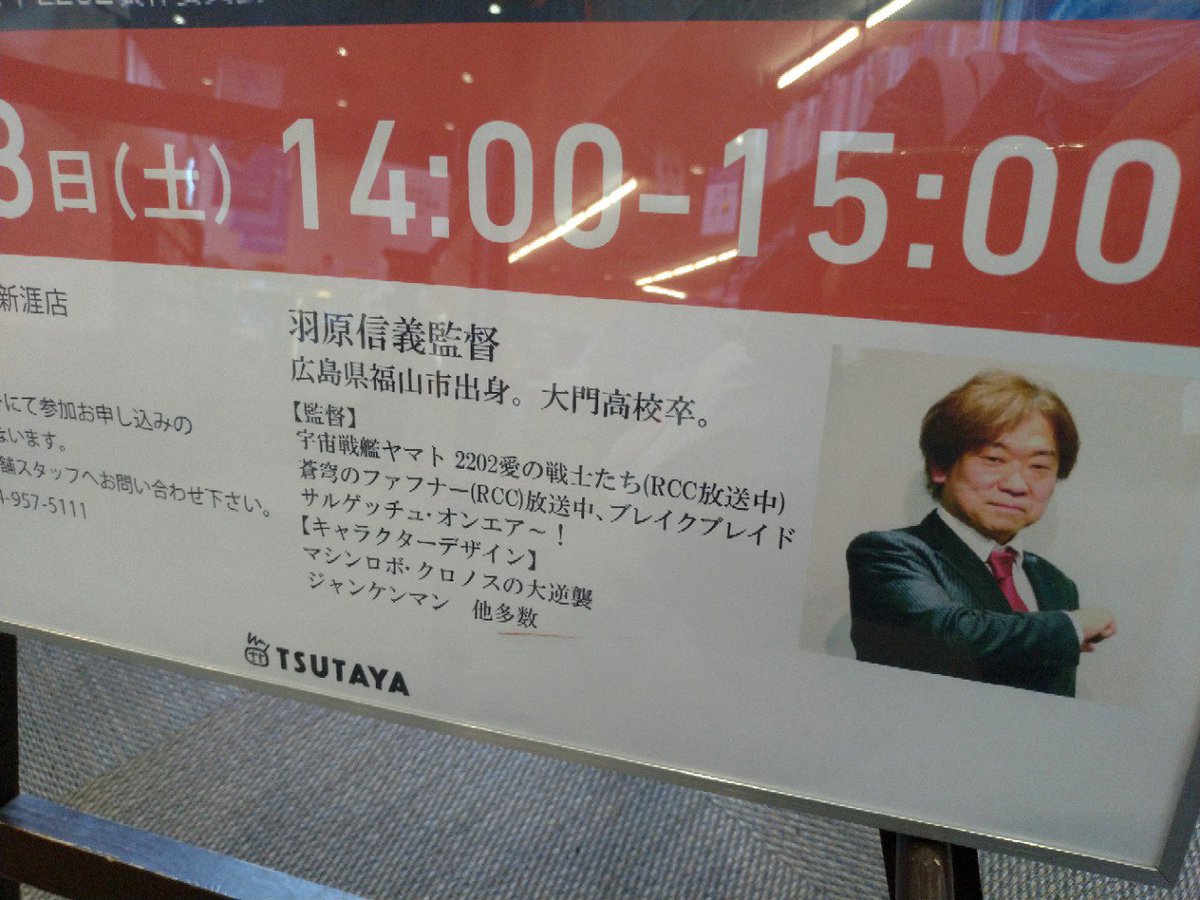 8日(土) 14:00-15:00
新涯店
にて参加お申し込みの
います。
舗スタッフへお問い合わせ下さい。
4-957-5111
羽原信義監督
広島県福山市出身。大門高校卒。
【監督】
宇宙戦艦ヤマト 2202愛の戦士たち(RCC放送中)
蒼穹のファフナー(RCC)放送中、ブレイクブレイド
サルゲッチュ・オンエア～！
【キャラクターデザイン】
マシンロボ・クロノスの大逆襲
ジャンケンマン 他多数
TSUTAYA